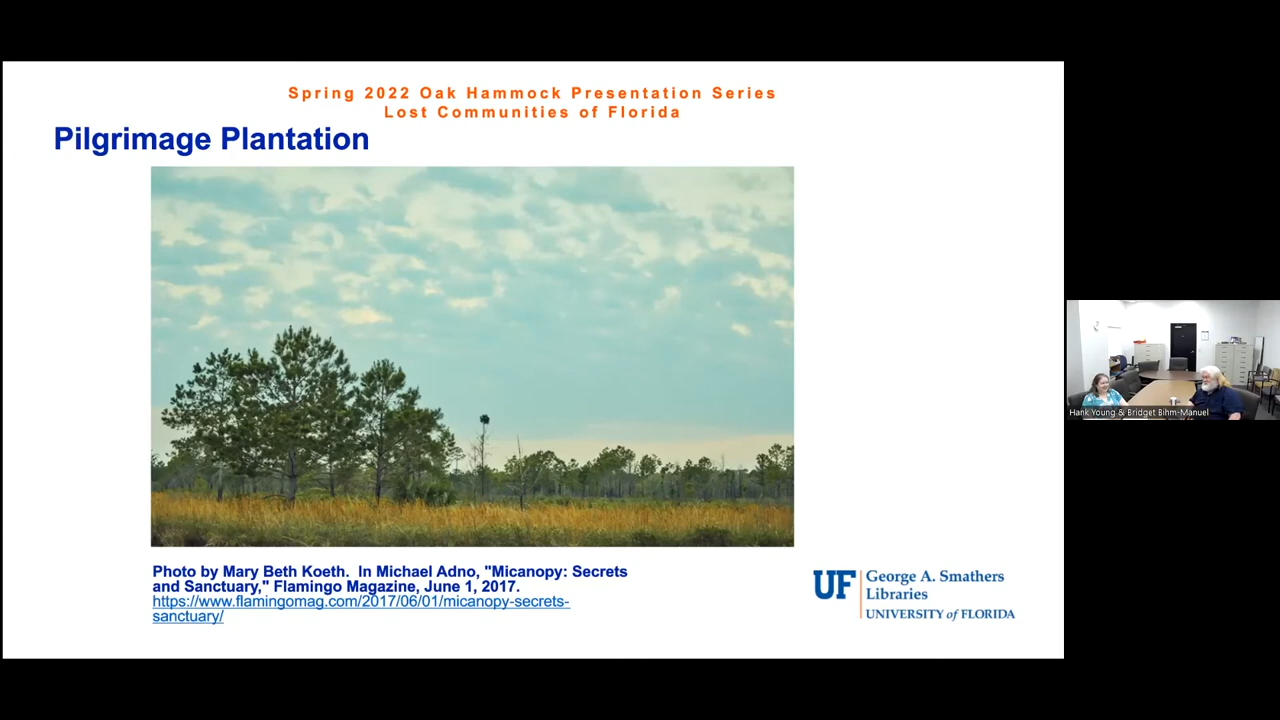 Spring 2022 Oak Hammock Presentation Series
Lost Communities of Florida
Pilgrimage Plantation
Photo by Mary Beth Koeth. In Michael Adno, "Micanopy: Secrets
and Sanctuary," Flamingo Magazine, June 1, 2017.
https://www.flamingomag.com/2017/06/01/micanopy-secrets-
sanctuary/
UF
George A. Smathers
Libraries
UNIVERSITY of FLORIDA
Hank Young & Bridget Bihm-Manuel